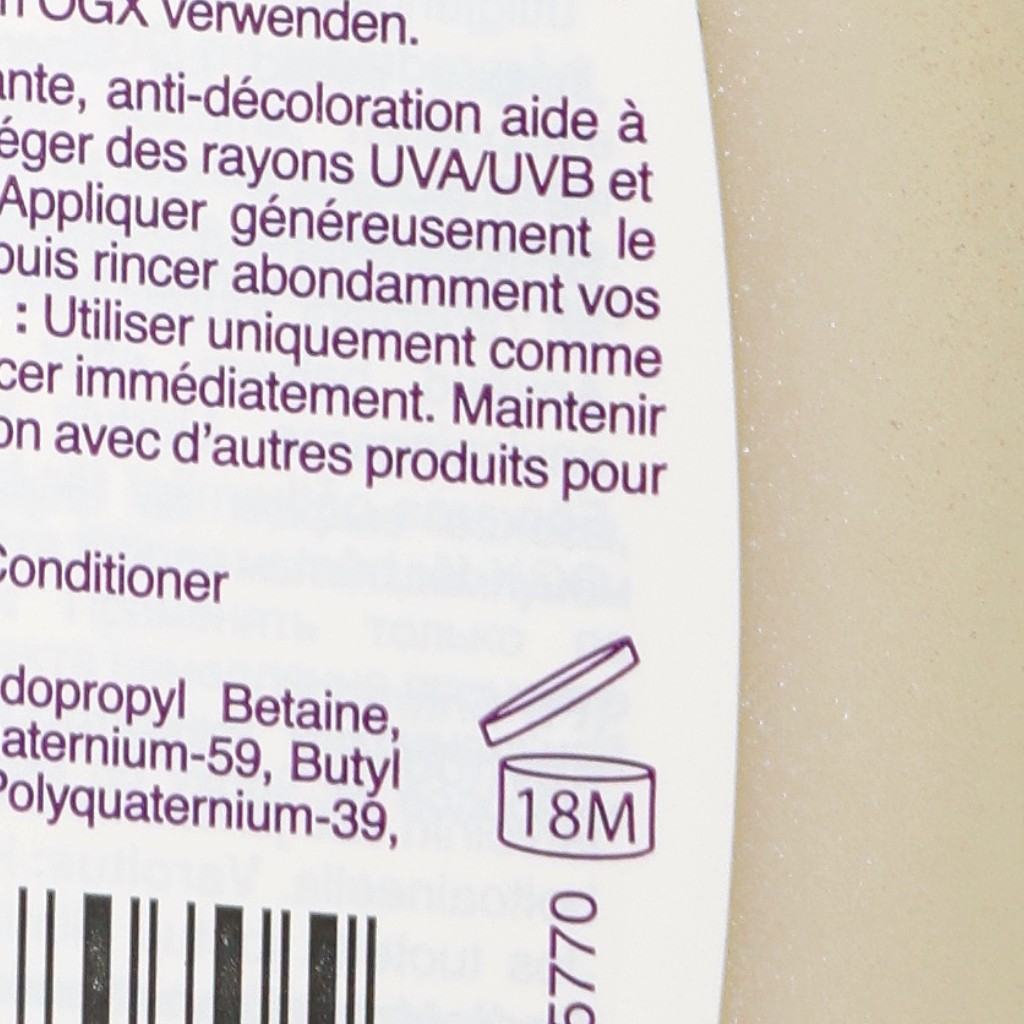 OGX verwenden.
ante, anti-décoloration aide à
éger des rayons UVA/UVB et
Appliquer généreusement le
puis rincer abondamment vos
: Utiliser uniquement comme
cer immédiatement. Maintenir
on avec d'autres produits pour
Conditioner
dopropyl Betaine,
aternium-59, Butyl
Polyquaternium-39,
18M
5770